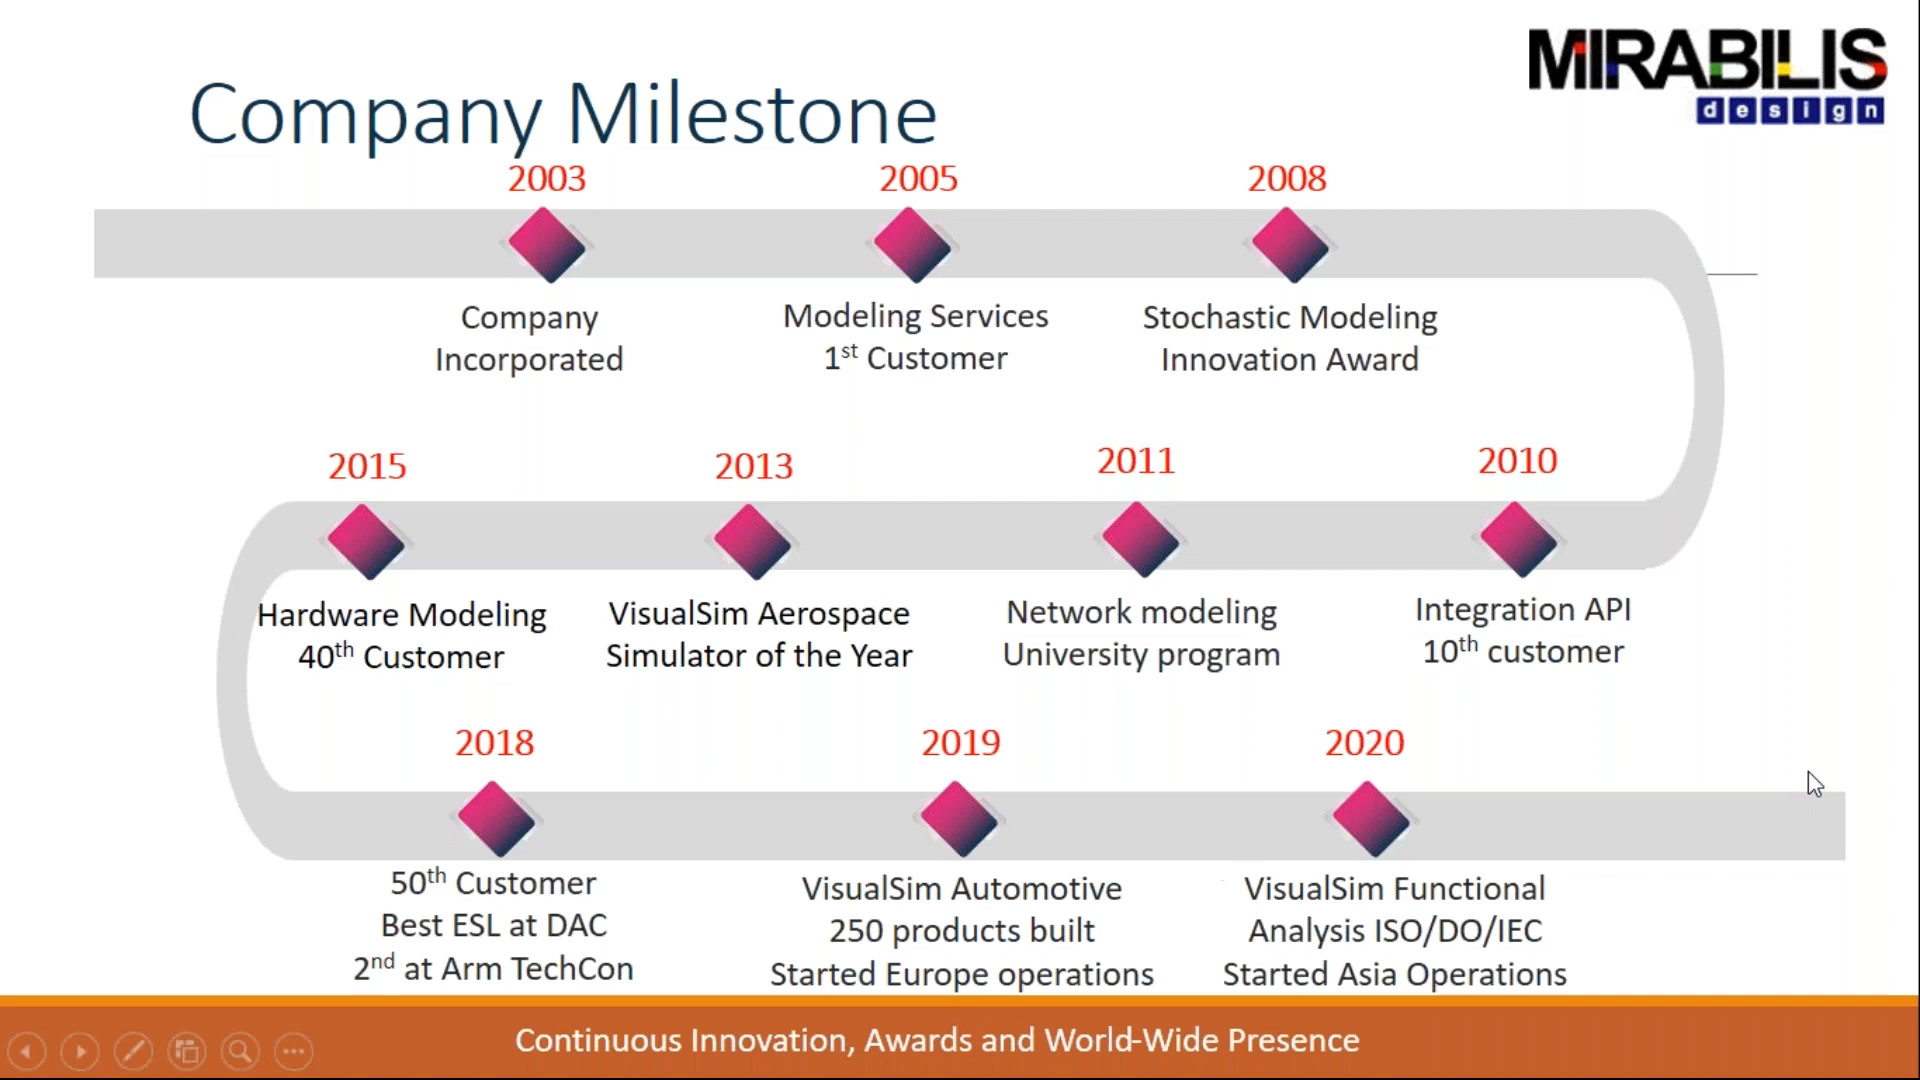 MIRABILIS
design
Company Milestone
2003
2005
2008
Company
Incorporated
Modeling Services
1st Customer
Stochastic Modeling
Innovation Award
2015
2013
2011
2010
Hardware Modeling
40th Customer
VisualSim Aerospace
Simulator of the Year
Network modeling
University program
Integration API
10th customer
2018
2019
2020
50th Customer
Best ESL at DAC
2nd at Arm TechCon
VisualSim Automotive
250 products built
Started Europe operations
VisualSim Functional
Analysis ISO/DO/IEC
Started Asia Operations
Continuous Innovation, Awards and World-Wide Presence